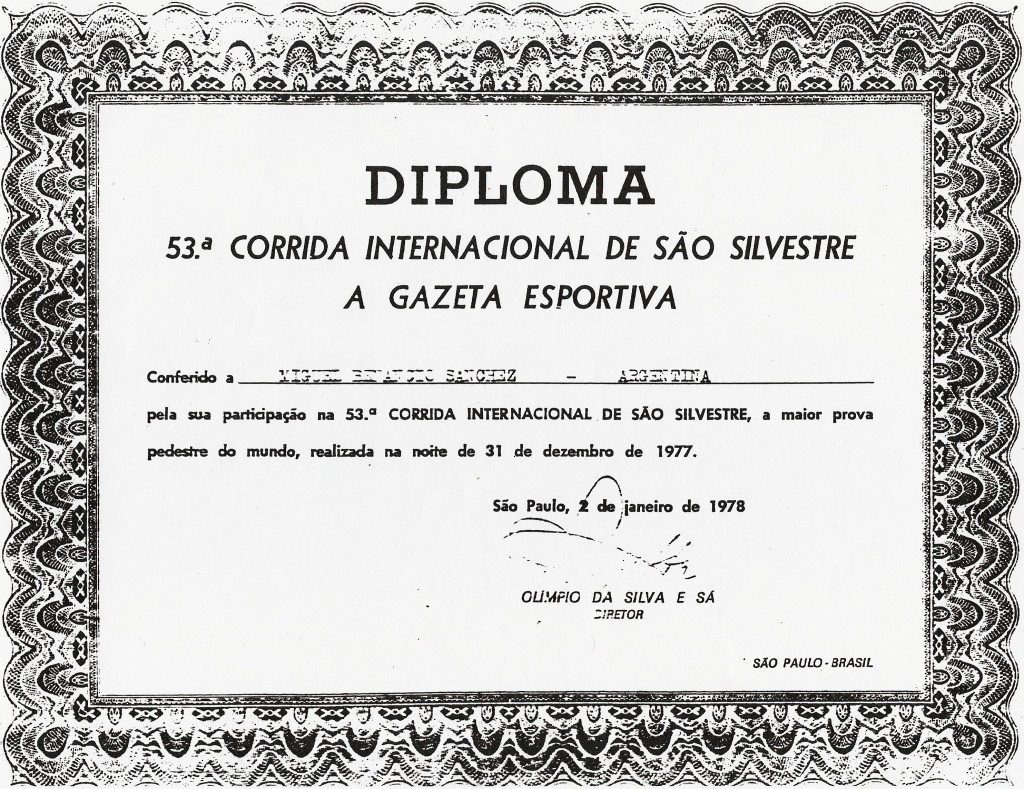 DIPLOMA
53.ª CORRIDA INTERNACIONAL DE SÃO SILVESTRE
A GAZETA ESPORTIVA
Conferido a MIGUEL BENANCIO SANCHEZ - ARGENTINA
pela sua participação na 53.ª CORRIDA INTERNACIONAL DE SÃO SILVESTRE, a maior prova
pedestre do mundo, realizada na noite de 31 de dezembro de 1977.
São Paulo, 2 de janeiro de 1978
OLIMPIO DA SILVA E SÁ
DIRETOR
SÃO PAULO - BRASIL